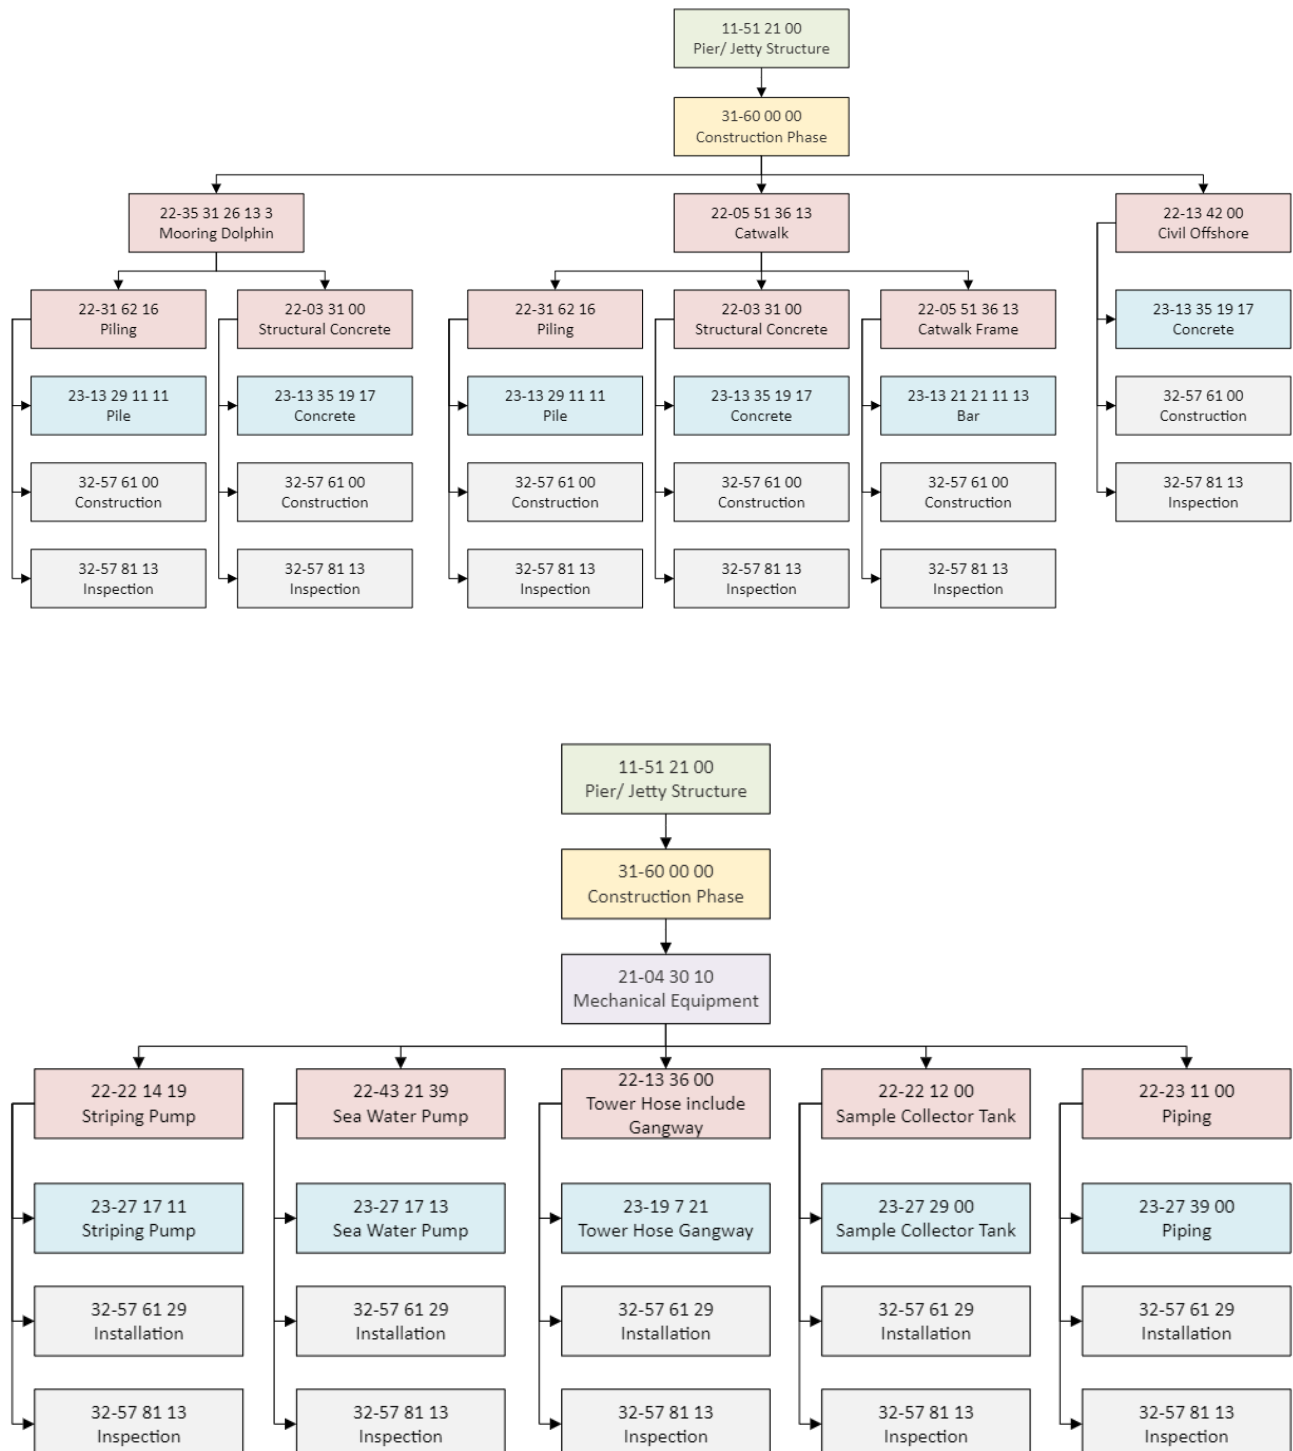 11-51 21 00
Pier/ Jetty Structure
31-60 00 00
Construction Phase
22-35 31 26 13 3
Mooring Dolphin
22-05 51 36 13
Catwalk
22-13 42 00
Civil Offshore
22-31 62 16
Piling
22-03 31 00
Structural Concrete
22-31 62 16
Piling
22-03 31 00
Structural Concrete
22-05 51 36 13
Catwalk Frame
23-13 35 19 17
Concrete
23-13 29 11 11
Pile
23-13 35 19 17
Concrete
23-13 29 11 11
Pile
23-13 35 19 17
Concrete
23-13 21 21 11 13
Bar
32-57 61 00
Construction
32-57 61 00
Construction
32-57 61 00
Construction
32-57 61 00
Construction
32-57 61 00
Construction
32-57 61 00
Construction
32-57 81 13
Inspection
32-57 81 13
Inspection
32-57 81 13
Inspection
32-57 81 13
Inspection
32-57 81 13
Inspection
32-57 81 13
Inspection
11-51 21 00
Pier/ Jetty Structure
31-60 00 00
Construction Phase
21-04 30 10
Mechanical Equipment
22-22 14 19
Striping Pump
22-43 21 39
Sea Water Pump
22-13 36 00
Tower Hose include
Gangway
22-22 12 00
Sample Collector Tank
22-23 11 00
Piping
23-27 17 11
Striping Pump
23-27 17 13
Sea Water Pump
23-19 7 21
Tower Hose Gangway
23-27 29 00
Sample Collector Tank
23-27 39 00
Piping
32-57 61 29
Installation
32-57 61 29
Installation
32-57 61 29
Installation
32-57 61 29
Installation
32-57 61 29
Installation
32-57 81 13
Inspection
32-57 81 13
Inspection
32-57 81 13
Inspection
32-57 81 13
Inspection
32-57 81 13
Inspection